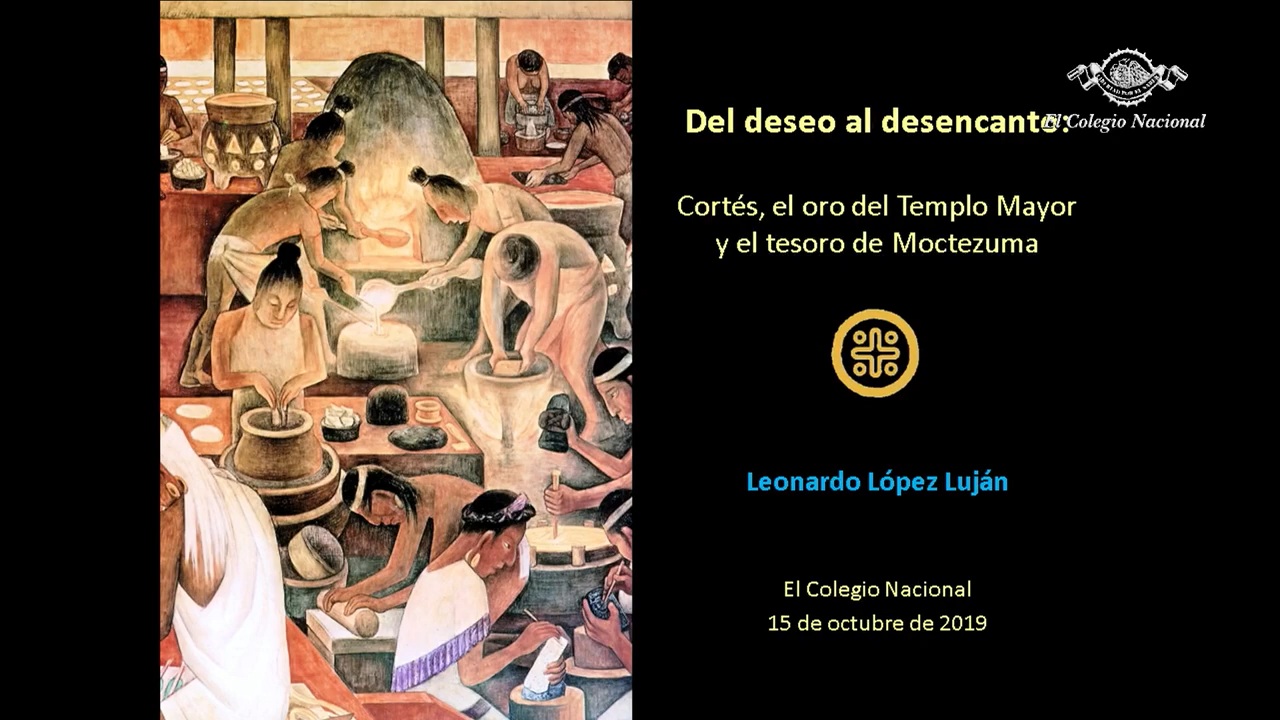 Del deseo al desencanto:
El Colegio Nacional
Cortés, el oro del Templo Mayor
y el tesoro de Moctezuma
Leonardo López Luján
El Colegio Nacional
15 de octubre de 2019